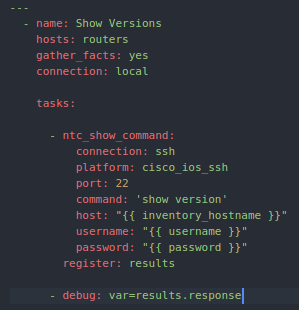 ---
  - name: Show Versions
    hosts: routers
    gather_facts: yes
    connection: local

    tasks:

      - ntc_show_command:
          connection: ssh
          platform: cisco_ios_ssh
          port: 22
          command: 'show version'
          host: "{{ inventory_hostname }}"
          username: "{{ username }}"
          password: "{{ password }}"
        register: results

      - debug: var=results.response